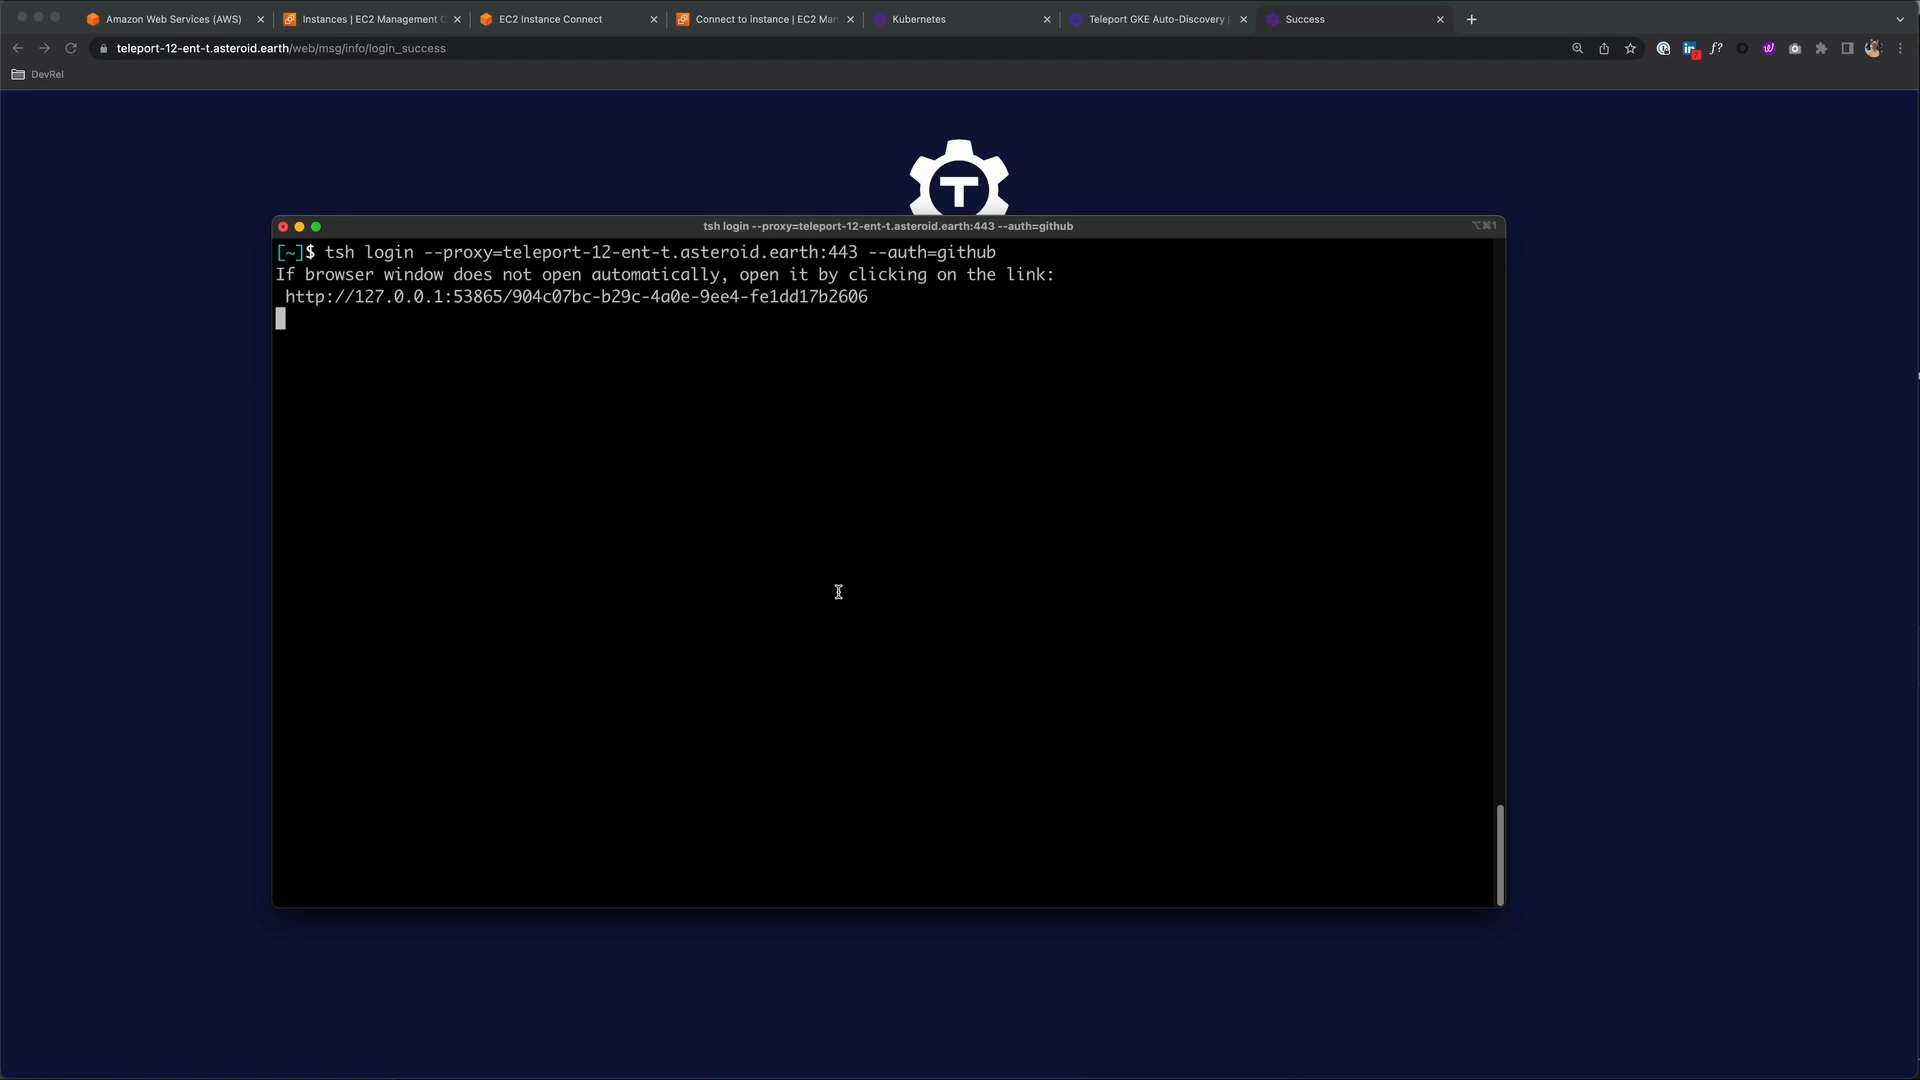 Amazon Web Services (AWS)
Instances | EC2 Management C
EC2 Instance Connect
Connect to instance | EC2 Man
Kubernetes
Teleport GKE Auto-Discovery |
Success
teleport-12-ent-t.asteroid.earth/web/msg/info/login_success
DevRel
T
tsh login --proxy=teleport-12-ent-t.asteroid.earth:443 --auth=github
⌥⌘1
[~]$ tsh login --proxy=teleport-12-ent-t.asteroid.earth:443 --auth=github
If browser window does not open automatically, open it by clicking on the link:
http://127.0.0.1:53865/904c07bc-b29c-4a0e-9ee4-fe1dd17b2606